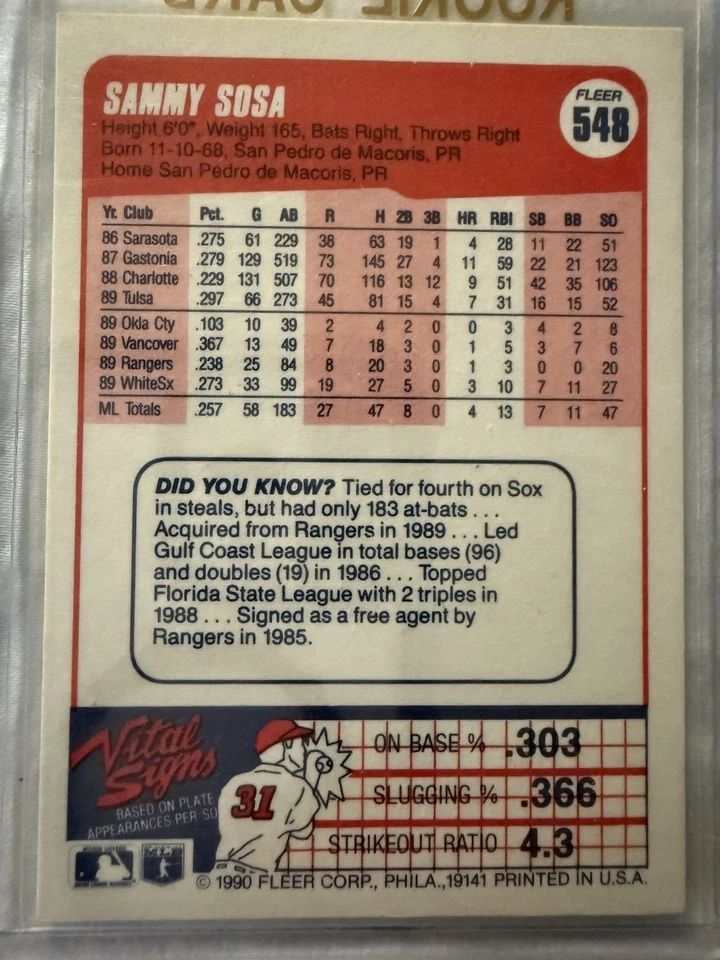 ROOKIE CARD
SAMMY SOSA
FLEER
548
Height 6'0", Weight 165, Bats Right, Throws Right
Born 11-10-68, San Pedro de Macoris, PR
Home San Pedro de Macoris, PR
Yr. Club Pct. G AB R H 2B 3B HR RBI SB BB SO
86 Sarasota .275 61 229 38 63 19 1 4 28 11 22 51
87 Gastonia .279 129 519 73 145 27 4 11 59 22 21 123
88 Charlotte .229 131 507 70 116 13 12 9 51 42 35 106
89 Tulsa .297 66 273 45 81 15 4 7 31 16 15 52
89 Okla Cty .103 10 39 2 4 2 0 0 3 4 2 8
89 Vancover .367 13 49 7 18 3 0 1 5 3 7 6
89 Rangers .238 25 84 8 20 3 0 1 3 0 0 20
89 WhiteSx .273 33 99 19 27 5 0 3 10 7 11 27
ML Totals .257 58 183 27 47 8 0 4 13 7 11 47
DID YOU KNOW? Tied for fourth on Sox
in steals, but had only 183 at-bats . . .
Acquired from Rangers in 1989 . . . Led
Gulf Coast League in total bases (96)
and doubles (19) in 1986 . . . Topped
Florida State League with 2 triples in
1988 . . . Signed as a free agent by
Rangers in 1985.
Vital
Signs
BASED ON PLATE
APPEARANCES PER SO
31
ON BASE % .303
SLUGGING % .366
STRIKEOUT RATIO 4.3
© 1990 FLEER CORP., PHILA.,19141 PRINTED IN U.S.A.